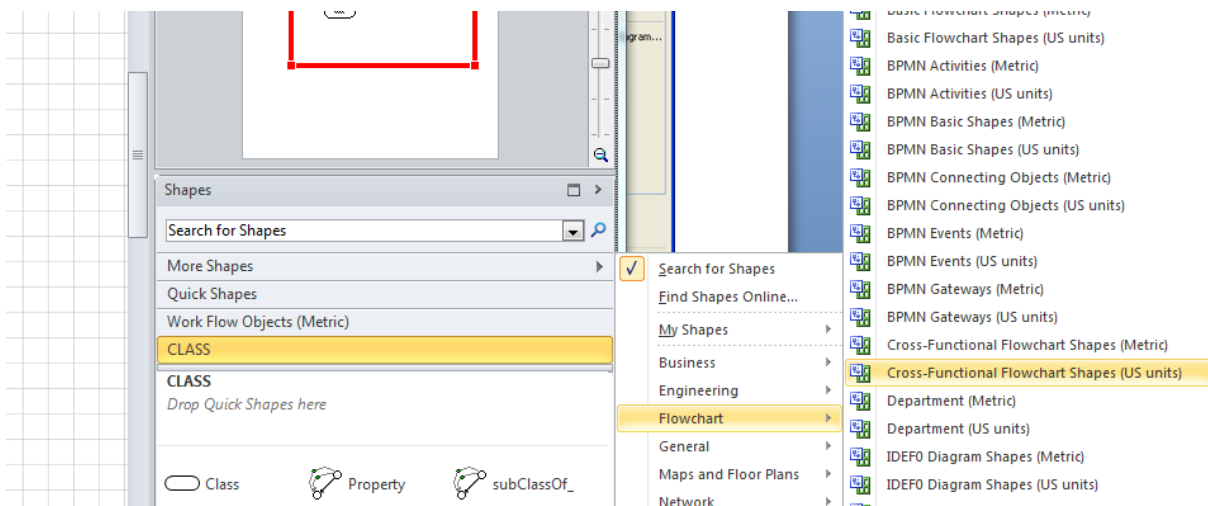 gram...
Shapes
Search for Shapes
More Shapes
Quick Shapes
Work Flow Objects (Metric)
CLASS
CLASS
Drop Quick Shapes here
Class
Property
subClassOf_
Search for Shapes
Find Shapes Online...
My Shapes
Business
Engineering
Flowchart
General
Maps and Floor Plans
Network
Basic Flowchart Shapes (Metric)
Basic Flowchart Shapes (US units)
BPMN Activities (Metric)
BPMN Activities (US units)
BPMN Basic Shapes (Metric)
BPMN Basic Shapes (US units)
BPMN Connecting Objects (Metric)
BPMN Connecting Objects (US units)
BPMN Events (Metric)
BPMN Events (US units)
BPMN Gateways (Metric)
BPMN Gateways (US units)
Cross-Functional Flowchart Shapes (Metric)
Cross-Functional Flowchart Shapes (US units)
Department (Metric)
Department (US units)
IDEF0 Diagram Shapes (Metric)
IDEF0 Diagram Shapes (US units)